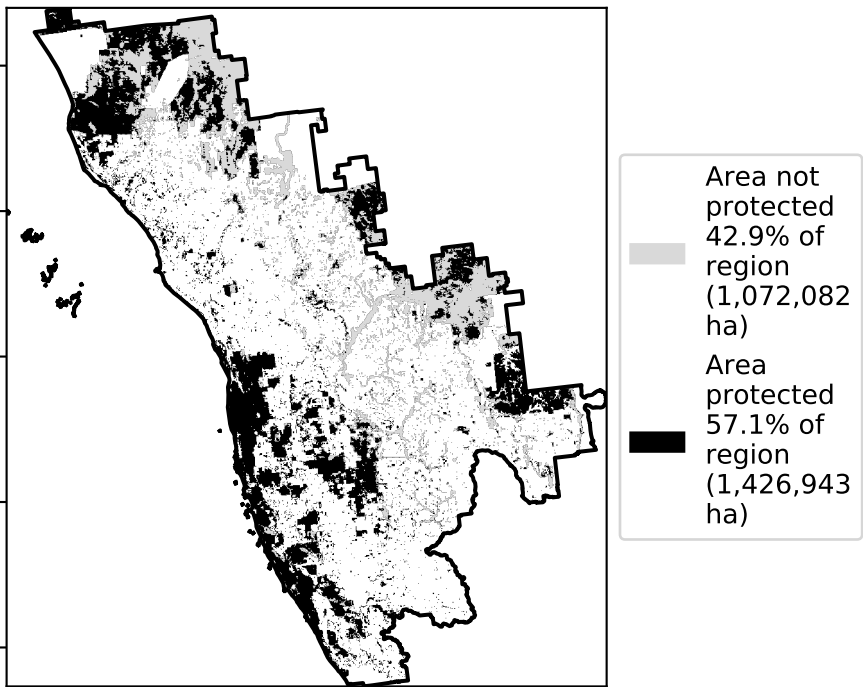 Area not
protected
42.9% of
region
(1,072,082
ha)
Area
protected
57.1% of
region
(1,426,943
ha)